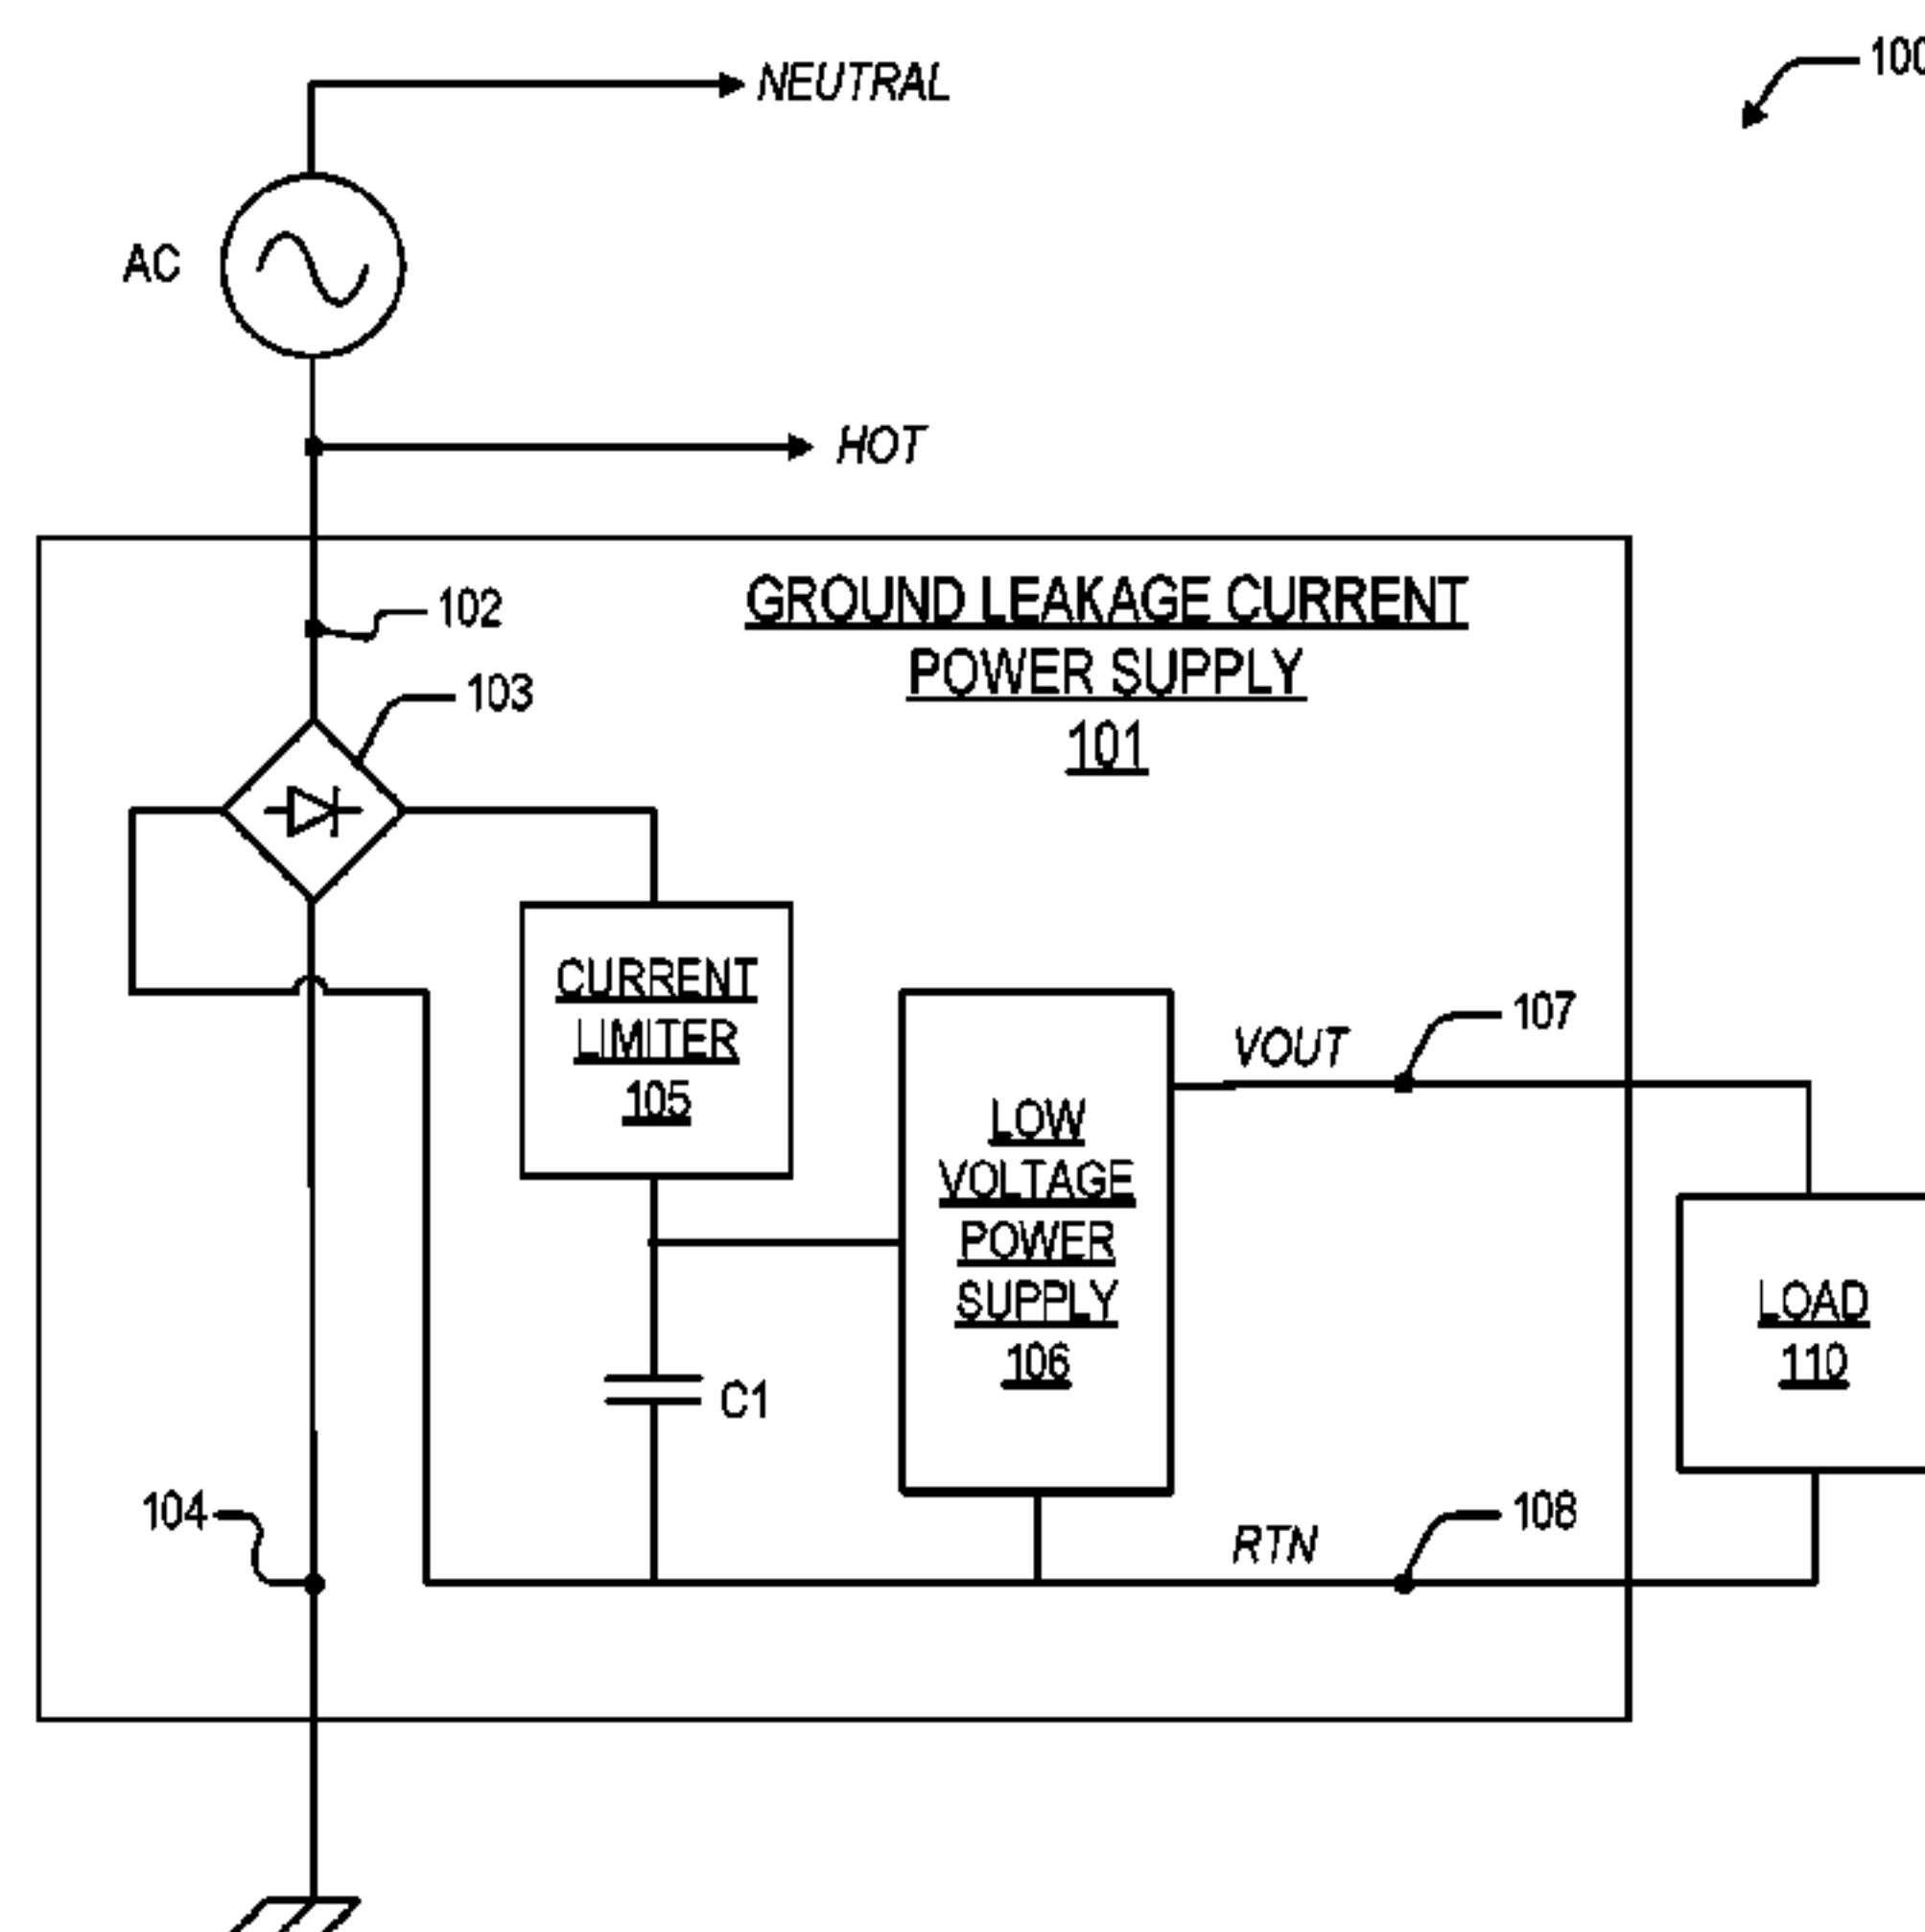 NEUTRAL
100
AC
HOT
102
GROUND LEAKAGE CURRENT
POWER SUPPLY
101
103
CURRENT
LIMITER
105
107
VOUT
LOW
VOLTAGE
POWER
SUPPLY
106
LOAD
110
C1
104
108
RTN